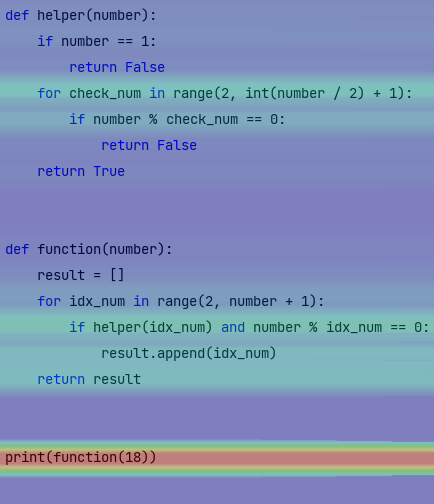 def helper(number):
    if number == 1:
        return False
    for check_num in range(2, int(number / 2) + 1):
        if number % check_num == 0:
            return False
    return True
def function(number):
    result = []
    for idx_num in range(2, number + 1):
        if helper(idx_num) and number % idx_num == 0:
            result.append(idx_num)
    return result
print(function(18))